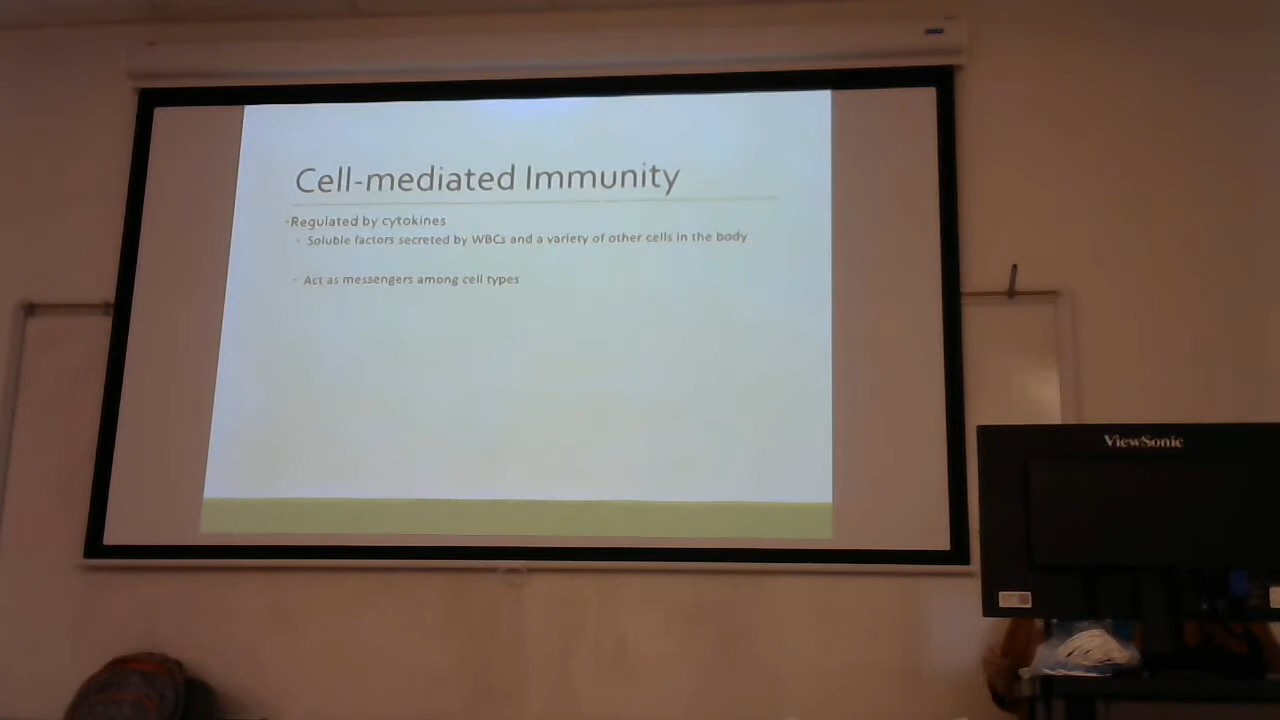 Cell-mediated Immunity
Regulated by cytokines
Soluble factors secreted by WBCs and a variety of other cells in the body
Act as messengers among cell types
ViewSonic